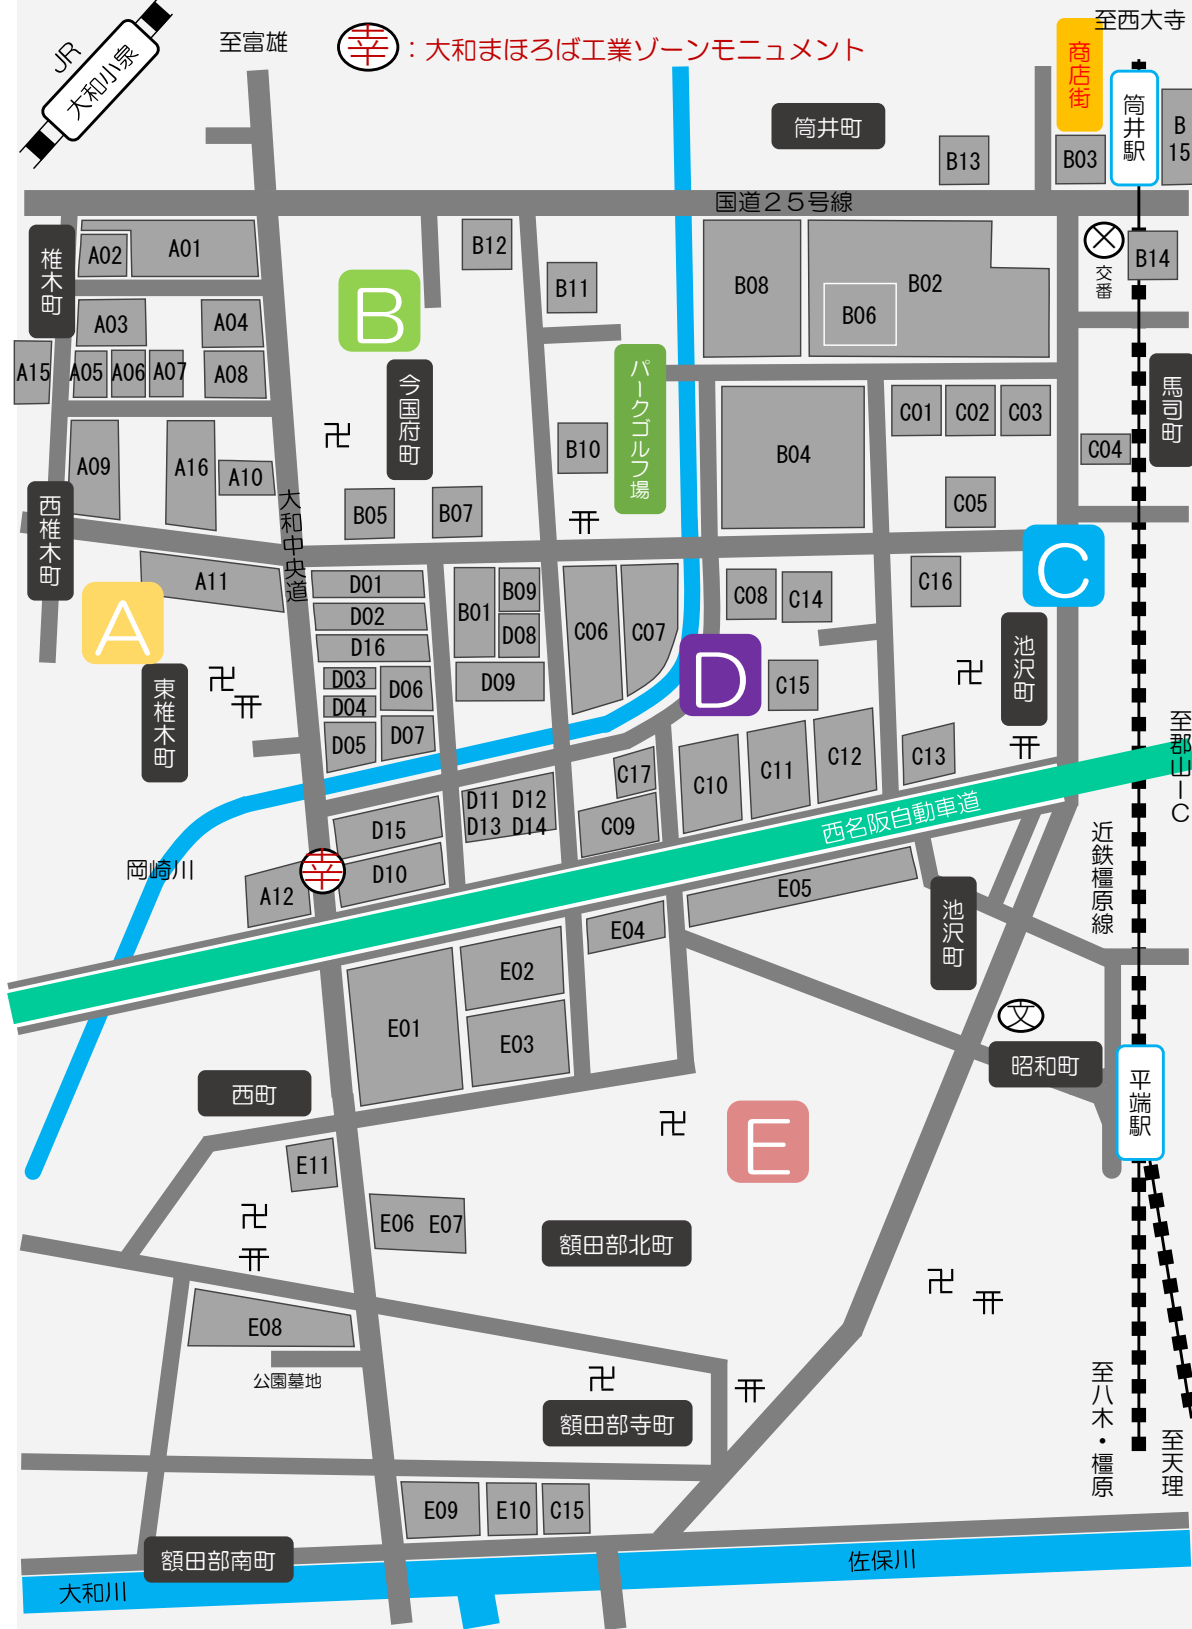 至西大寺
JR
大和小泉
至富雄
幸
：大和まほろば工業ゾーンモニュメント
商店街
筒井駅
筒井町
B13
B03
B
15
国道２５号線
椎木町
A01
A02
B12
B11
B08
B02
B06
交番
B14
A03
A04
A15
A05
A06
A07
A08
B
今国府町
パークゴルフ場
馬司町
C01
C02
C03
C04
A09
A16
A10
B10
B04
C05
西椎木町
大和中央道
B05
B07
A11
A
D01
D02
D16
D03
D04
D05
D06
D07
B01
B09
D08
D09
C06
C07
C08
C14
C16
C
D
C15
池沢町
東椎木町
C17
C10
C11
C12
C13
至郡山IC
D11
D12
D13
D14
C09
D15
D10
西名阪自動車道
近鉄橿原線
岡崎川
幸
A12
E05
池沢町
E04
E02
E01
E03
文
昭和町
平端駅
西町
E
E11
E06
E07
額田部北町
E08
公園墓地
額田部寺町
至八木・橿原
至天理
E09
E10
C15
額田部南町
大和川
佐保川